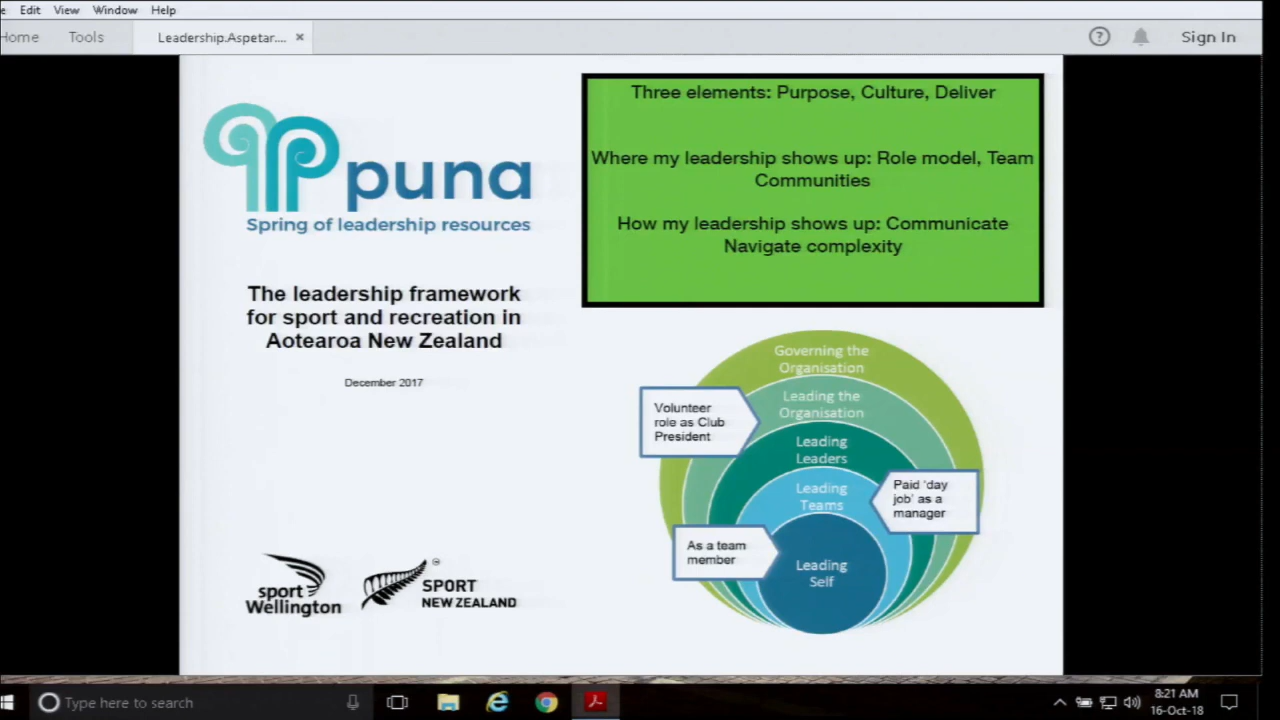 Edit View Window Help
Home Tools Leadership.Aspetar.... × ? Sign In
puna
Spring of leadership resources
The leadership framework
for sport and recreation in
Aotearoa New Zealand
December 2017
sport
Wellington
SPORT
NEW ZEALAND
Three elements: Purpose, Culture, Deliver
Where my leadership shows up: Role model, Team
Communities
How my leadership shows up: Communicate
Navigate complexity
Governing the
Organisation
Leading the
Organisation
Volunteer
role as Club
President
Leading
Leaders
Leading
Teams
Paid 'day
job' as a
manager
As a team
member
Leading
Self
Type here to search
8:21 AM
16-Oct-18